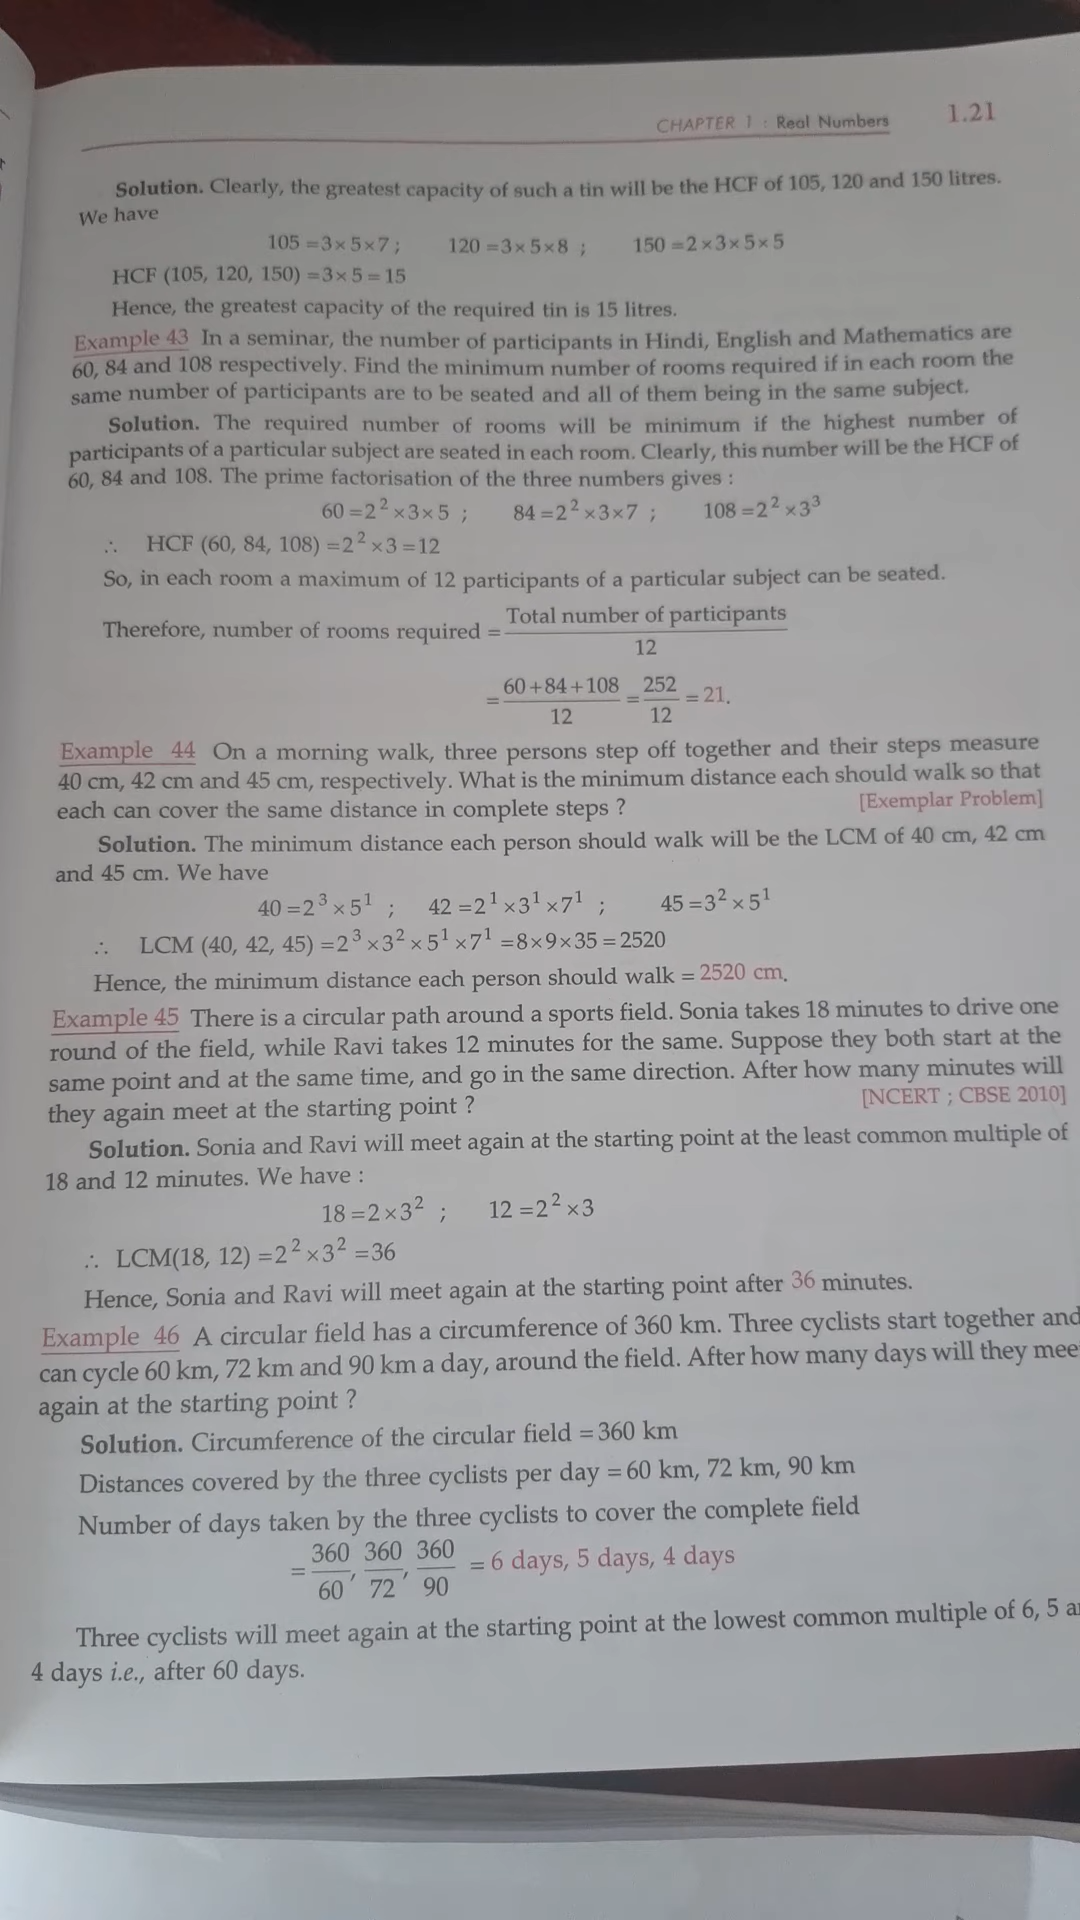 CHAPTER 1 : Real Numbers 1.21
Solution. Clearly, the greatest capacity of such a tin will be the HCF of 105, 120 and 150 litres.
We have
105 =3×5×7 ; 120 =3×5×8 ; 150 =2×3×5×5
HCF (105, 120, 150) =3×5 = 15
Hence, the greatest capacity of the required tin is 15 litres.
Example 43 In a seminar, the number of participants in Hindi, English and Mathematics are
60, 84 and 108 respectively. Find the minimum number of rooms required if in each room the
same number of participants are to be seated and all of them being in the same subject.
Solution. The required number of rooms will be minimum if the highest number of
participants of a particular subject are seated in each room. Clearly, this number will be the HCF of
60, 84 and 108. The prime factorisation of the three numbers gives :
60 =2² ×3×5 ; 84 =2² ×3×7 ; 108 =2² ×3³
∴ HCF (60, 84, 108) =2² ×3 =12
So, in each room a maximum of 12 participants of a particular subject can be seated.
Therefore, number of rooms required = Total number of participants / 12
= 60+84+108 / 12 = 252 / 12 = 21.
Example 44 On a morning walk, three persons step off together and their steps measure
40 cm, 42 cm and 45 cm, respectively. What is the minimum distance each should walk so that
each can cover the same distance in complete steps ? [Exemplar Problem]
Solution. The minimum distance each person should walk will be the LCM of 40 cm, 42 cm
and 45 cm. We have
40 =2³ ×5¹ ; 42 =2¹ ×3¹ ×7¹ ; 45 =3² ×5¹
∴ LCM (40, 42, 45) =2³ ×3² ×5¹ ×7¹ =8×9×35 = 2520
Hence, the minimum distance each person should walk = 2520 cm.
Example 45 There is a circular path around a sports field. Sonia takes 18 minutes to drive one
round of the field, while Ravi takes 12 minutes for the same. Suppose they both start at the
same point and at the same time, and go in the same direction. After how many minutes will
they again meet at the starting point ? [NCERT ; CBSE 2010]
Solution. Sonia and Ravi will meet again at the starting point at the least common multiple of
18 and 12 minutes. We have :
18 =2×3² ; 12 =2² ×3
∴ LCM(18, 12) =2² ×3² =36
Hence, Sonia and Ravi will meet again at the starting point after 36 minutes.
Example 46 A circular field has a circumference of 360 km. Three cyclists start together and
can cycle 60 km, 72 km and 90 km a day, around the field. After how many days will they mee
again at the starting point ?
Solution. Circumference of the circular field = 360 km
Distances covered by the three cyclists per day = 60 km, 72 km, 90 km
Number of days taken by the three cyclists to cover the complete field
= 360 / 60, 360 / 72, 360 / 90 = 6 days, 5 days, 4 days
Three cyclists will meet again at the starting point at the lowest common multiple of 6, 5 a
4 days i.e., after 60 days.